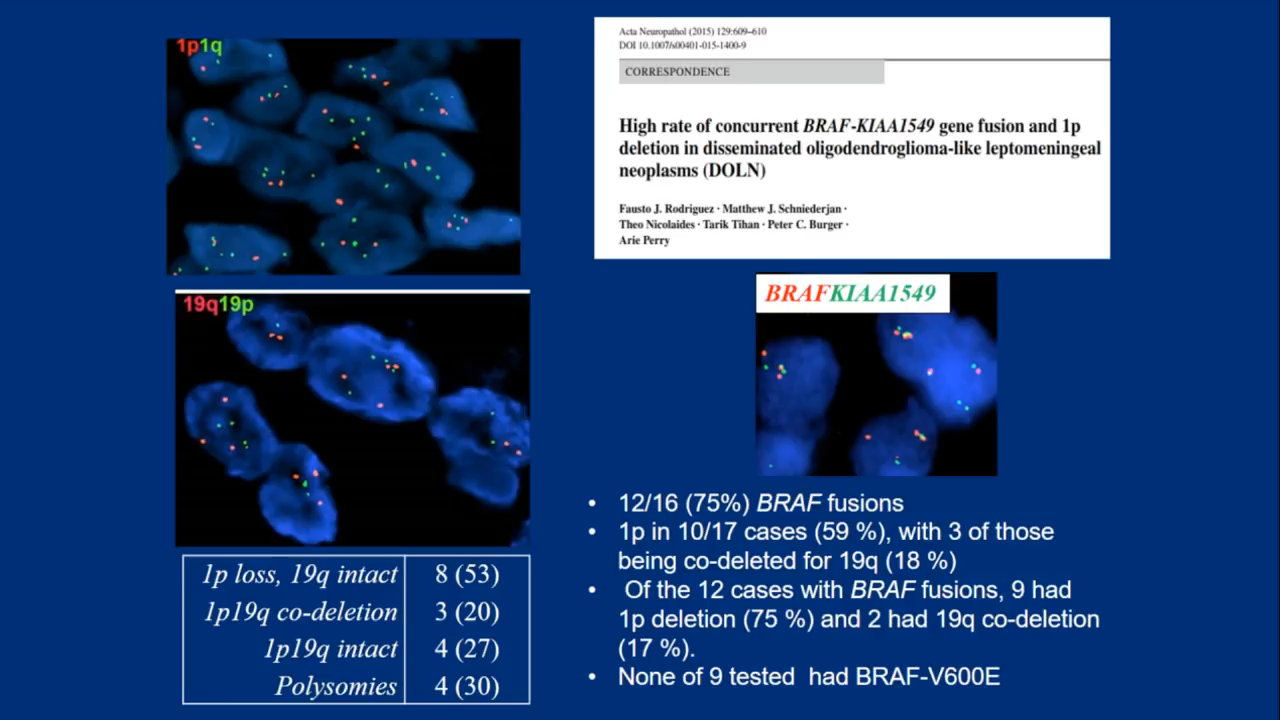 1p1q
19q19p
1p loss, 19q intact 8 (53)
1p19q co-deletion 3 (20)
1p19q intact 4 (27)
Polysomies 4 (30)
Acta Neuropathol (2015) 129:609–610
DOI 10.1007/s00401-015-1400-9
CORRESPONDENCE
High rate of concurrent BRAF-KIAA1549 gene fusion and 1p
deletion in disseminated oligodendroglioma-like leptomeningeal
neoplasms (DOLN)
Fausto J. Rodriguez · Matthew J. Schniederjan ·
Theo Nicolaides · Tarik Tihan · Peter C. Burger ·
Arie Perry
BRAFKIAA1549
• 12/16 (75%) BRAF fusions
• 1p in 10/17 cases (59 %), with 3 of those
being co-deleted for 19q (18 %)
• Of the 12 cases with BRAF fusions, 9 had
1p deletion (75 %) and 2 had 19q co-deletion
(17 %).
• None of 9 tested had BRAF-V600E